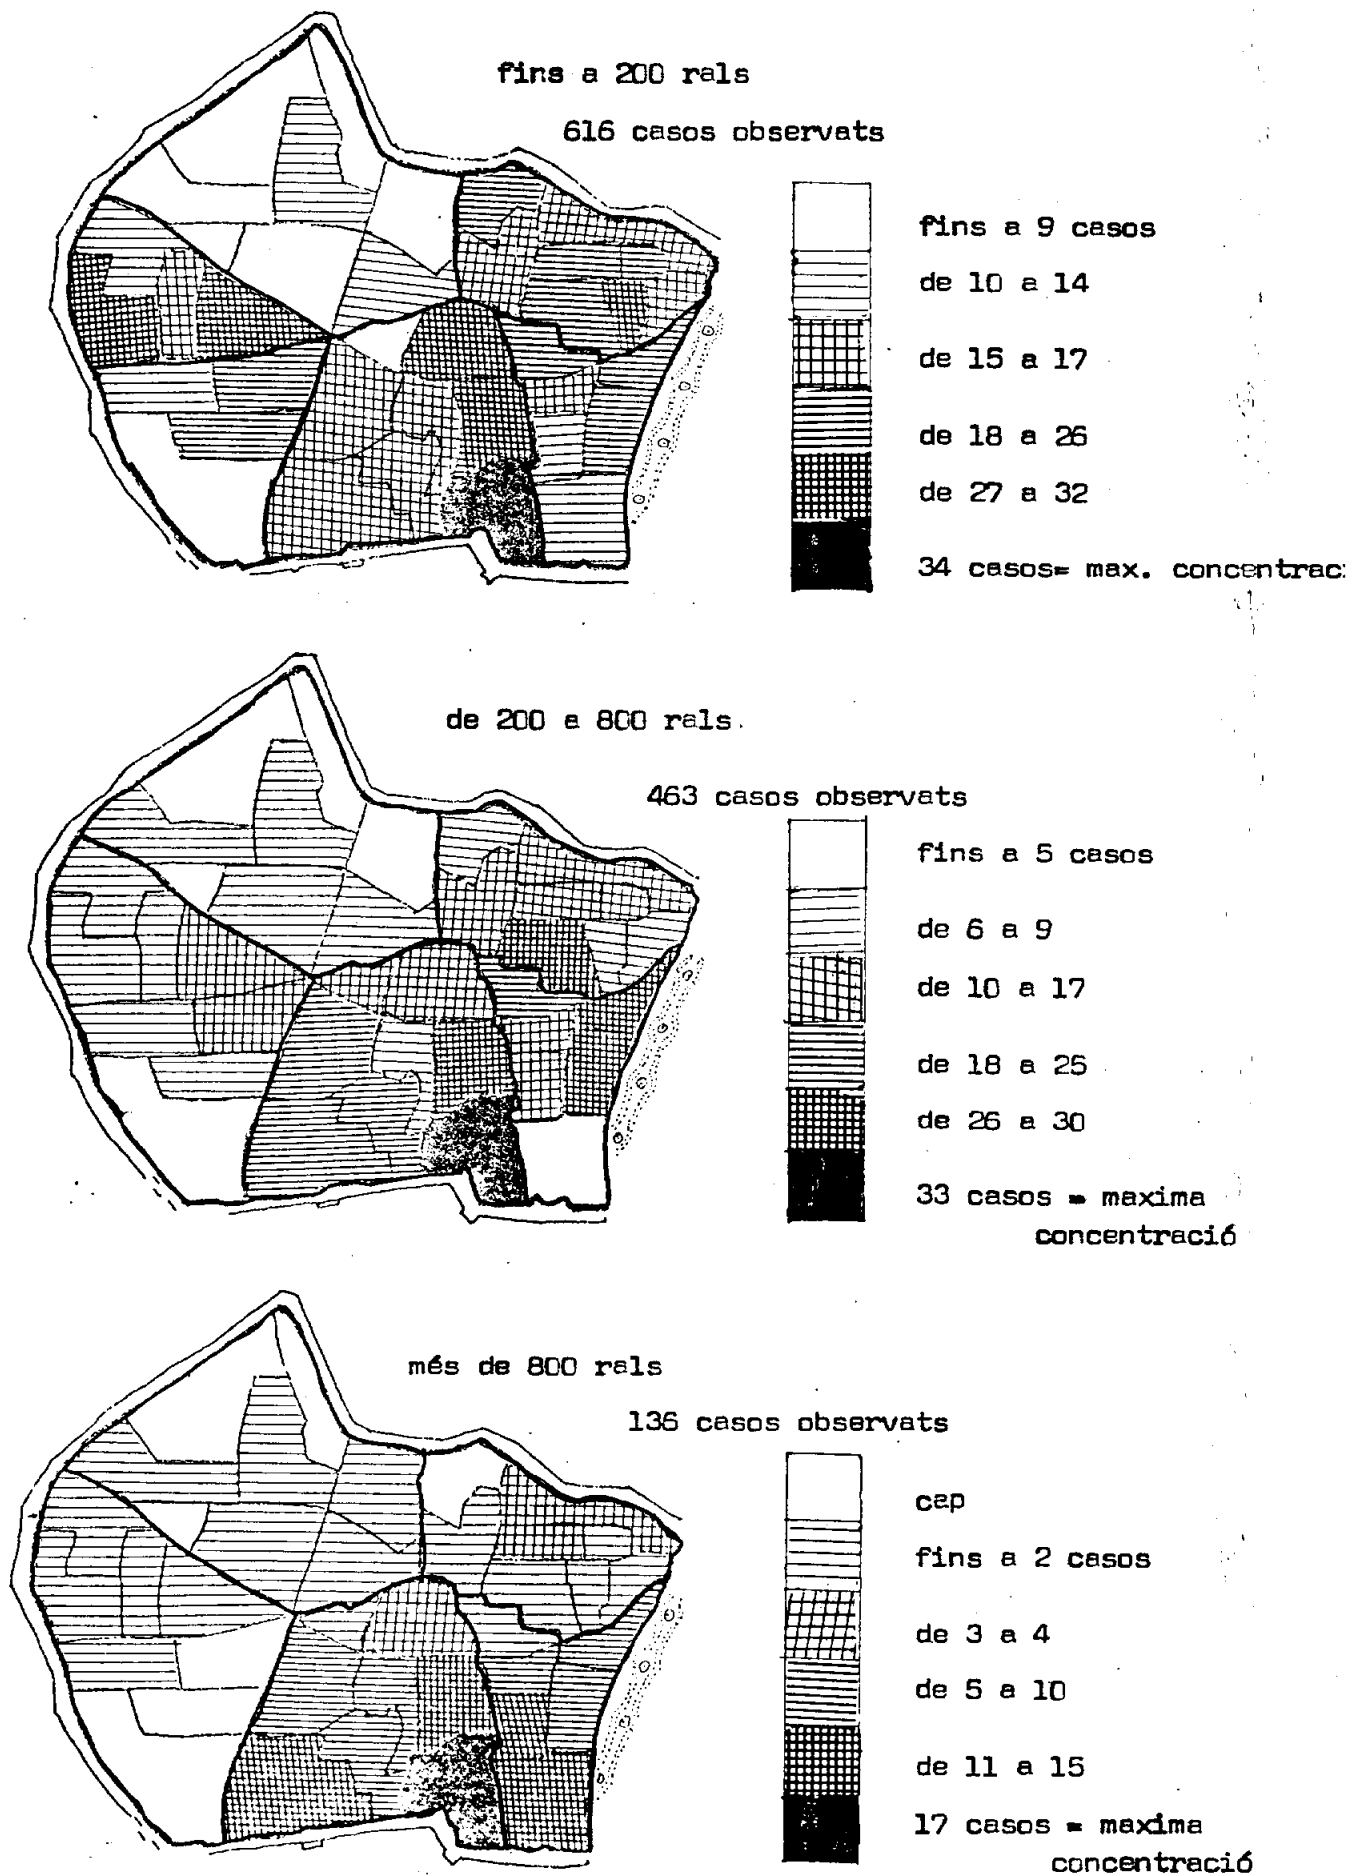 fins a 200 rals
616 casos observats
fins a 9 casos
de 10 a 14
de 15 a 17
de 18 a 26
de 27 a 32
34 casos= max. concentrac
de 200 a 800 rals.
463 casos observats
fins a 5 casos
de 6 a 9
de 10 a 17
de 18 a 25
de 26 a 30
33 casos = maxima
concentració
més de 800 rals
136 casos observats
cap
fins a 2 casos
de 3 a 4
de 5 a 10
de 11 a 15
17 casos = maxima
concentració